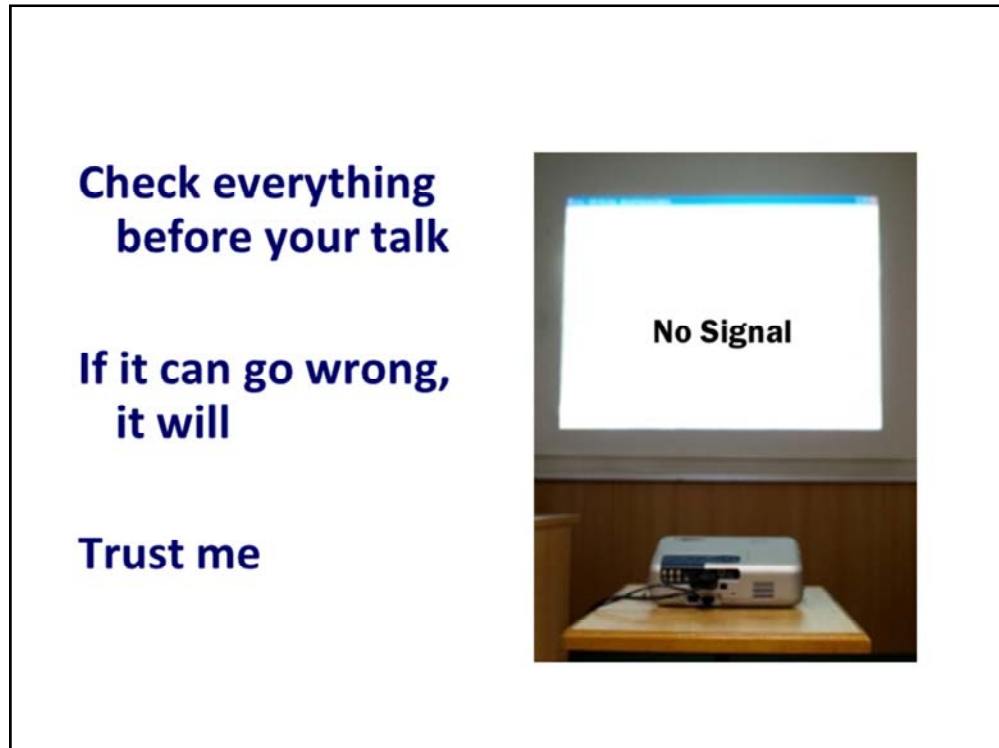 Check everything
before your talk
If it can go wrong,
it will
Trust me
No Signal